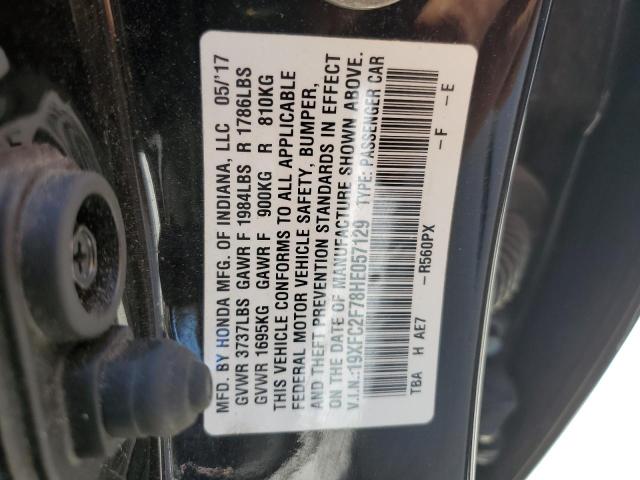 MFD. BY HONDA MFG. OF INDIANA, LLC 05/'17
GVWR 3737LBS GAWR F 1984LBS R 1786LBS
GVWR 1695KG GAWR F 900KG R 810KG
THIS VEHICLE CONFORMS TO ALL APPLICABLE
FEDERAL MOTOR VEHICLE SAFETY, BUMPER,
AND THEFT PREVENTION STANDARDS IN EFFECT
ON THE DATE OF MANUFACTURE SHOWN ABOVE.
V.I.N.:19XFC2F78HE057129 TYPE: PASSENGER CAR
TBA H AE7 -R560PX -F -E